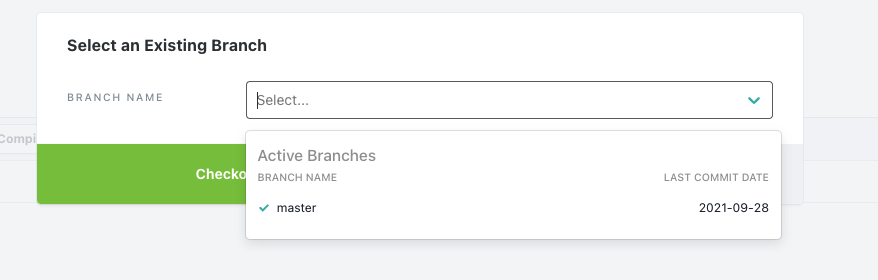 Select an Existing Branch
BRANCH NAME
Select...
Compi
Active Branches
BRANCH NAME LAST COMMIT DATE
Checko
master 2021-09-28